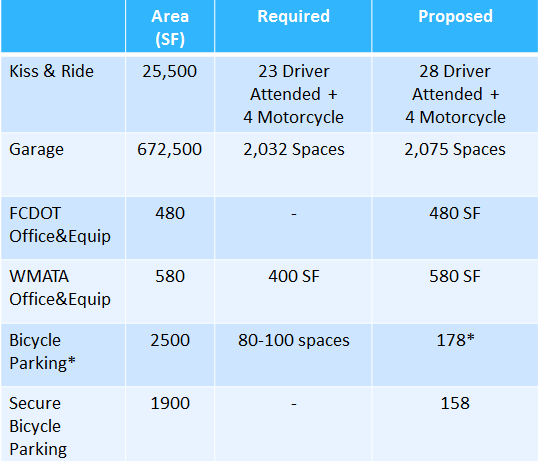 Area (SF) Required Proposed
Kiss & Ride 25,500 23 Driver Attended + 4 Motorcycle 28 Driver Attended + 4 Motorcycle
Garage 672,500 2,032 Spaces 2,075 Spaces
FCDOT Office&Equip 480 - 480 SF
WMATA Office&Equip 580 400 SF 580 SF
Bicycle Parking* 2500 80-100 spaces 178*
Secure Bicycle Parking 1900 - 158